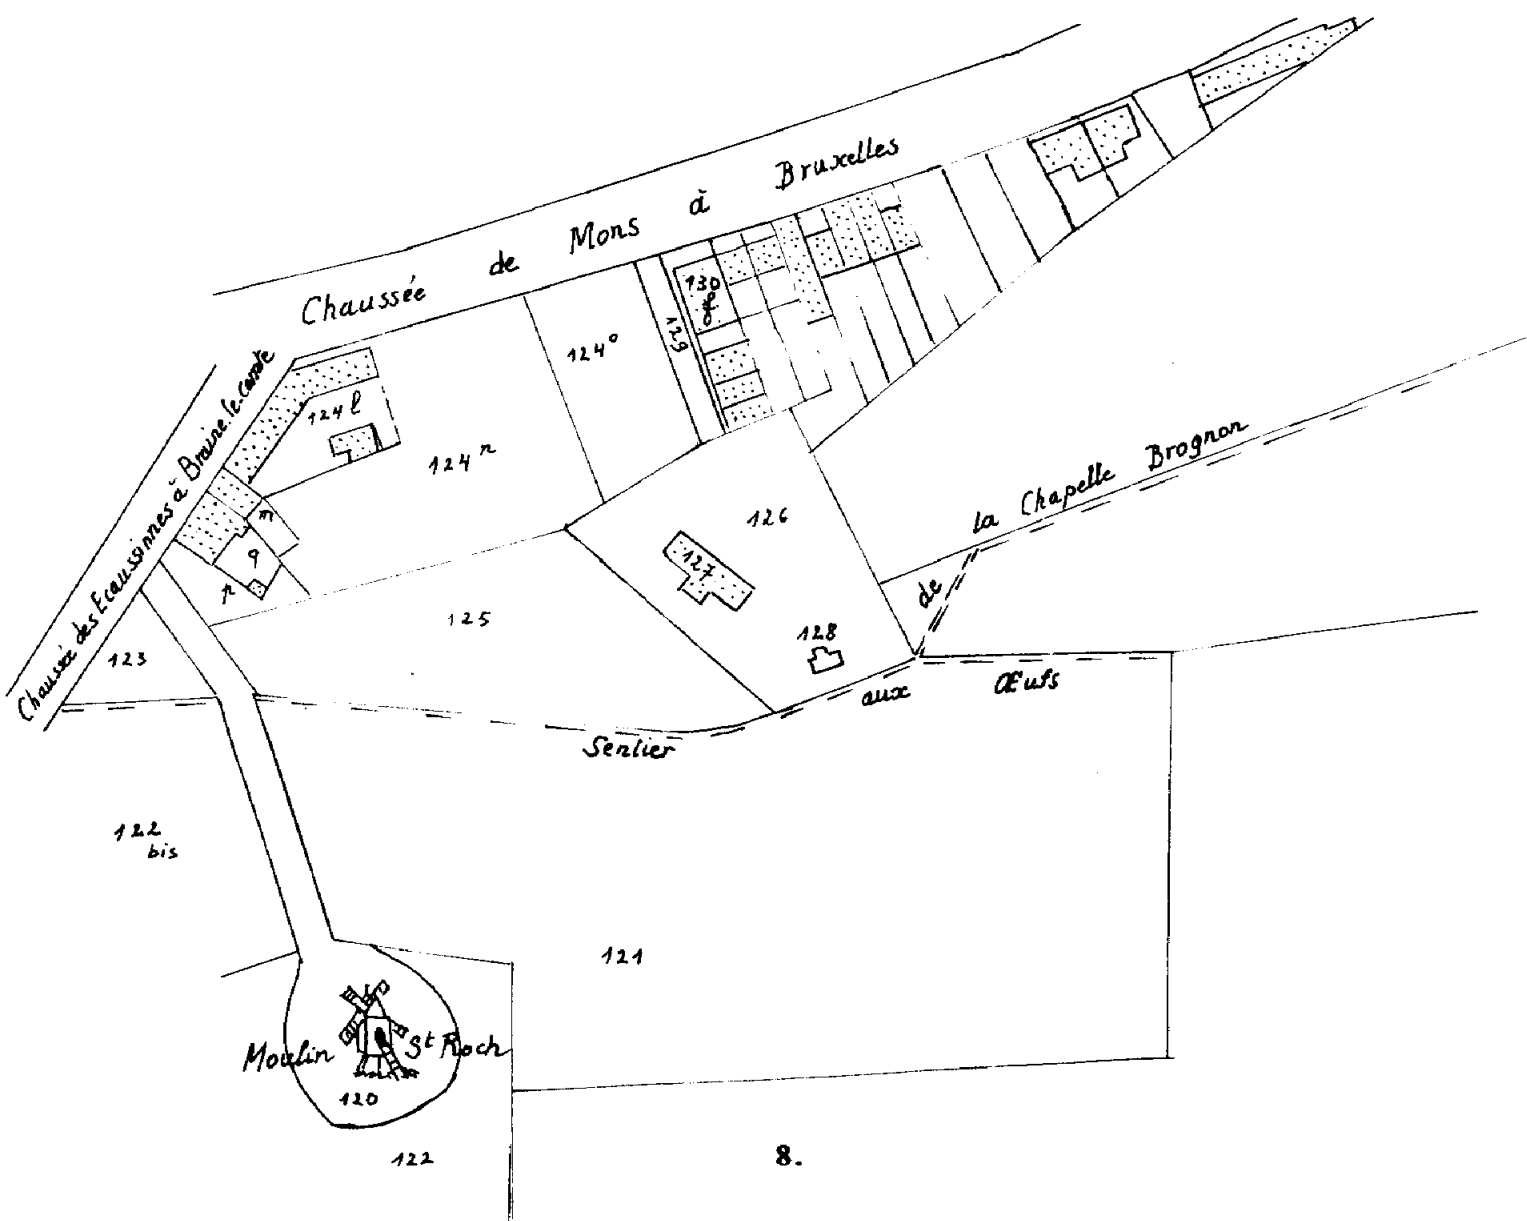 Chaussée de Mons à Bruxelles
Chaussée des Ecaussinnes à Braine-le-Comte
124 l
124 n
124 o
129
130
126
127
128
125
123
m
q
p
la Chapelle Brognon
de
aux
Œufs
Sentier
122
bis
121
Moulin St Roch
120
122
8.